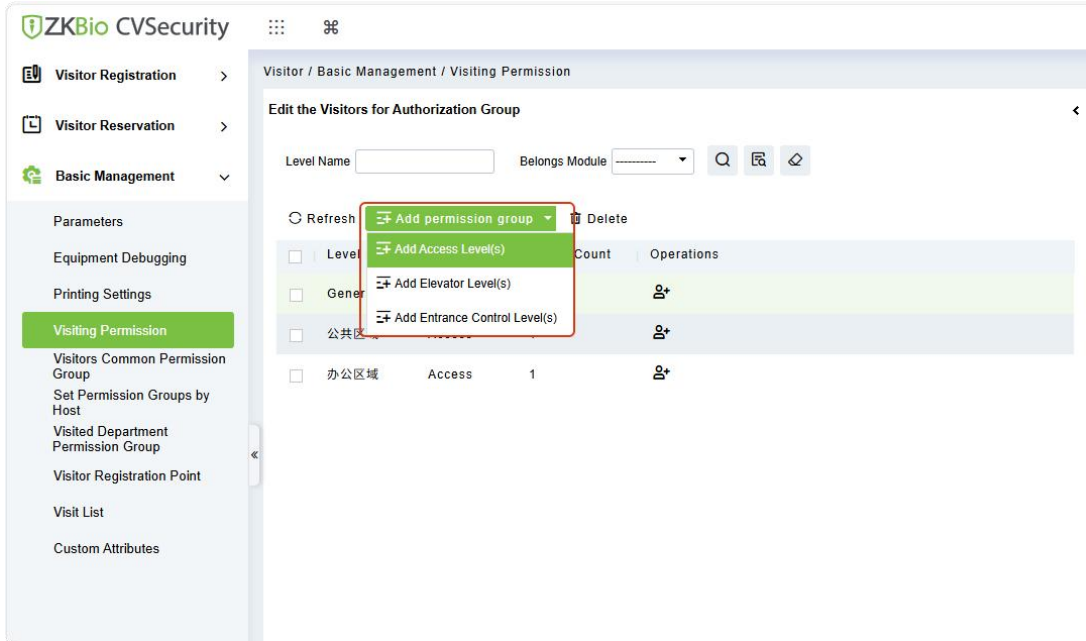 ZKBio CVSecurity
Visitor Registration
Visitor Reservation
Basic Management
Parameters
Equipment Debugging
Printing Settings
Visiting Permission
Visitors Common Permission
Group
Set Permission Groups by
Host
Visited Department
Permission Group
Visitor Registration Point
Visit List
Custom Attributes
Visitor / Basic Management / Visiting Permission
Edit the Visitors for Authorization Group
Level Name Belongs Module ----------
Refresh Add permission group Delete
Add Access Level(s)
Add Elevator Level(s)
Add Entrance Control Level(s)
Level Count Operations
办公区域 Access 1